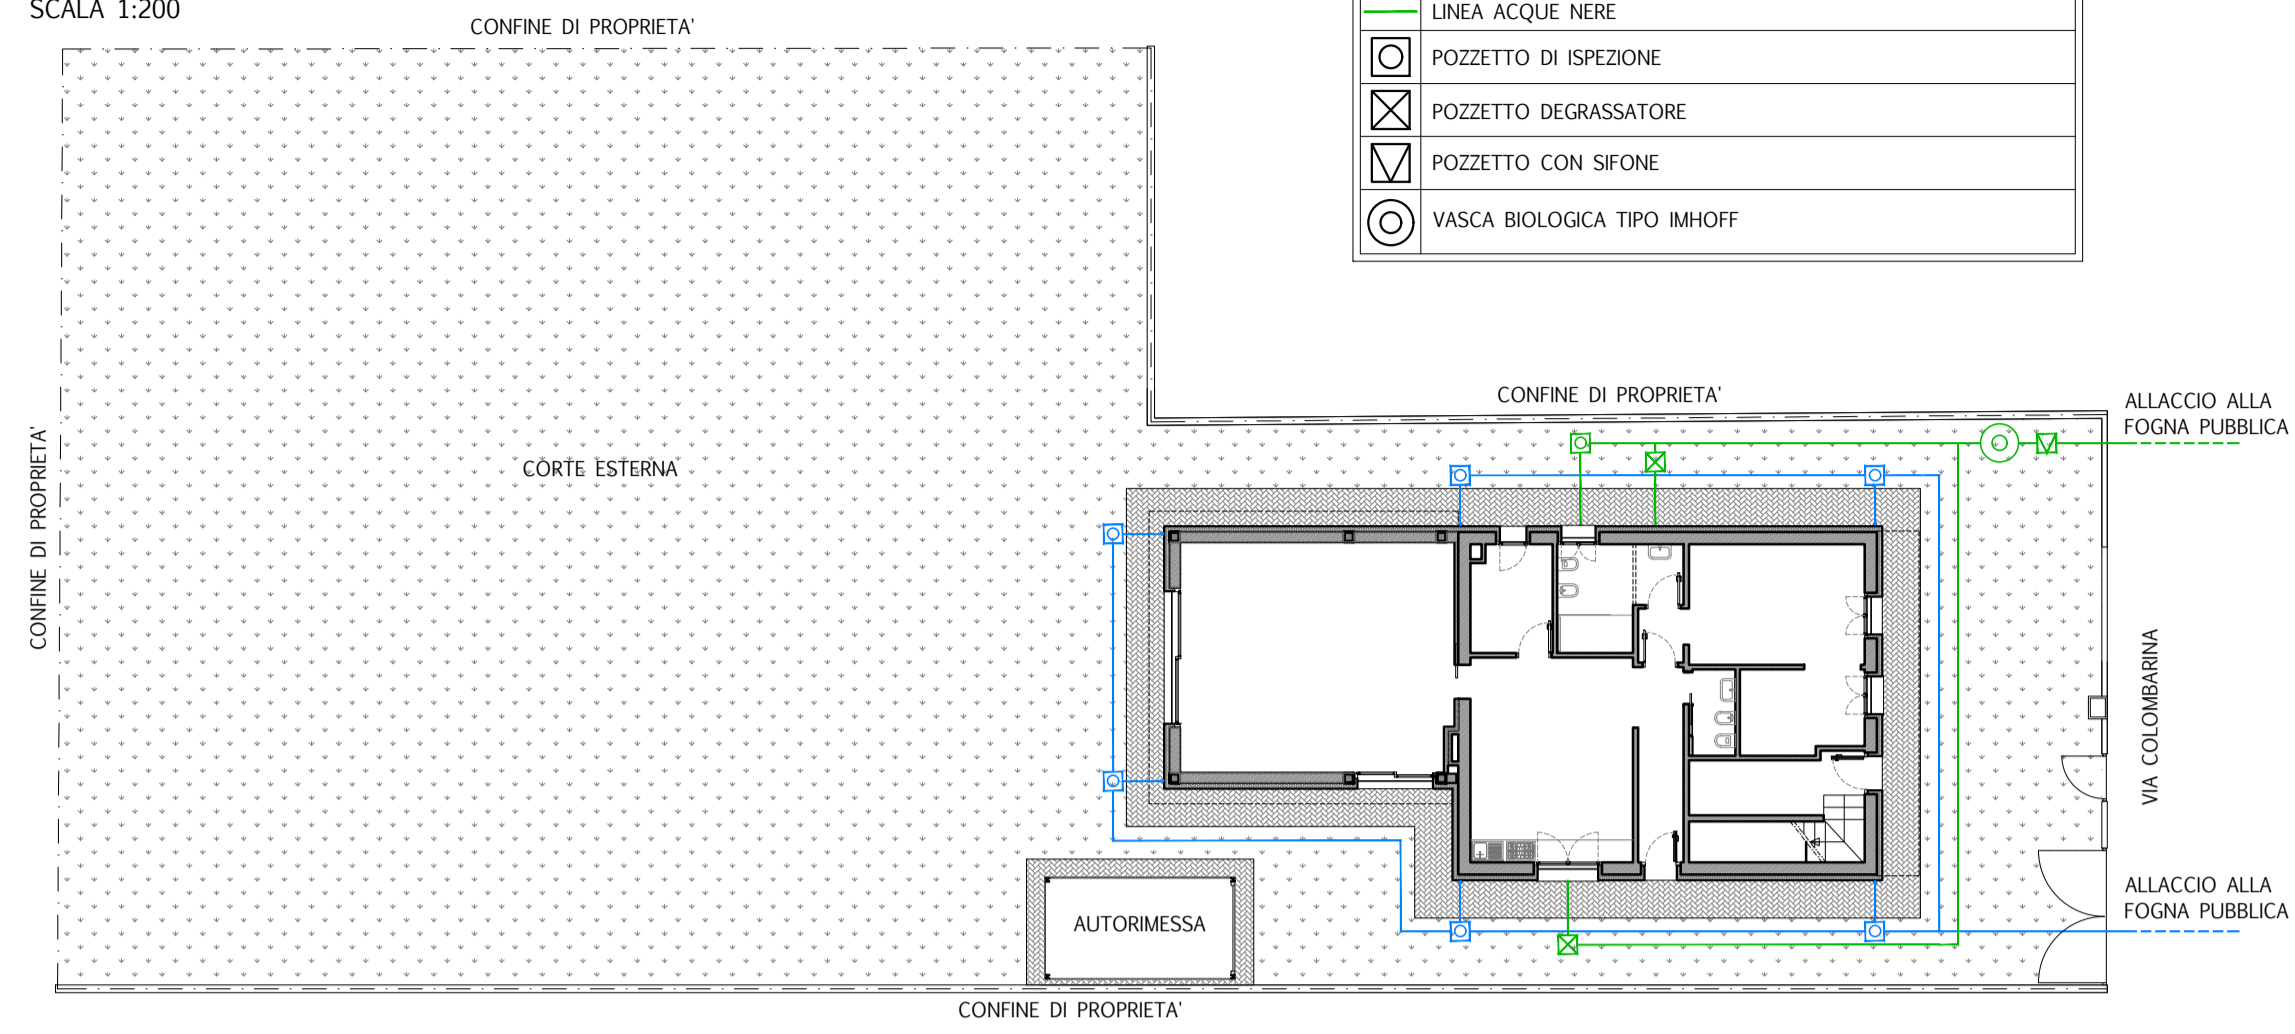 SCALA 1:200
CONFINE DI PROPRIETA'
LINEA ACQUE NERE
POZZETTO DI ISPEZIONE
POZZETTO DEGRASSATORE
POZZETTO CON SIFONE
VASCA BIOLOGICA TIPO IMHOFF
CONFINE DI PROPRIETA'
ALLACCIO ALLA
FOGNA PUBBLICA
CONFINE DI PROPRIETA'
CORTE ESTERNA
VIA COLOMBARINA
ALLACCIO ALLA
FOGNA PUBBLICA
AUTORIMESSA
CONFINE DI PROPRIETA'